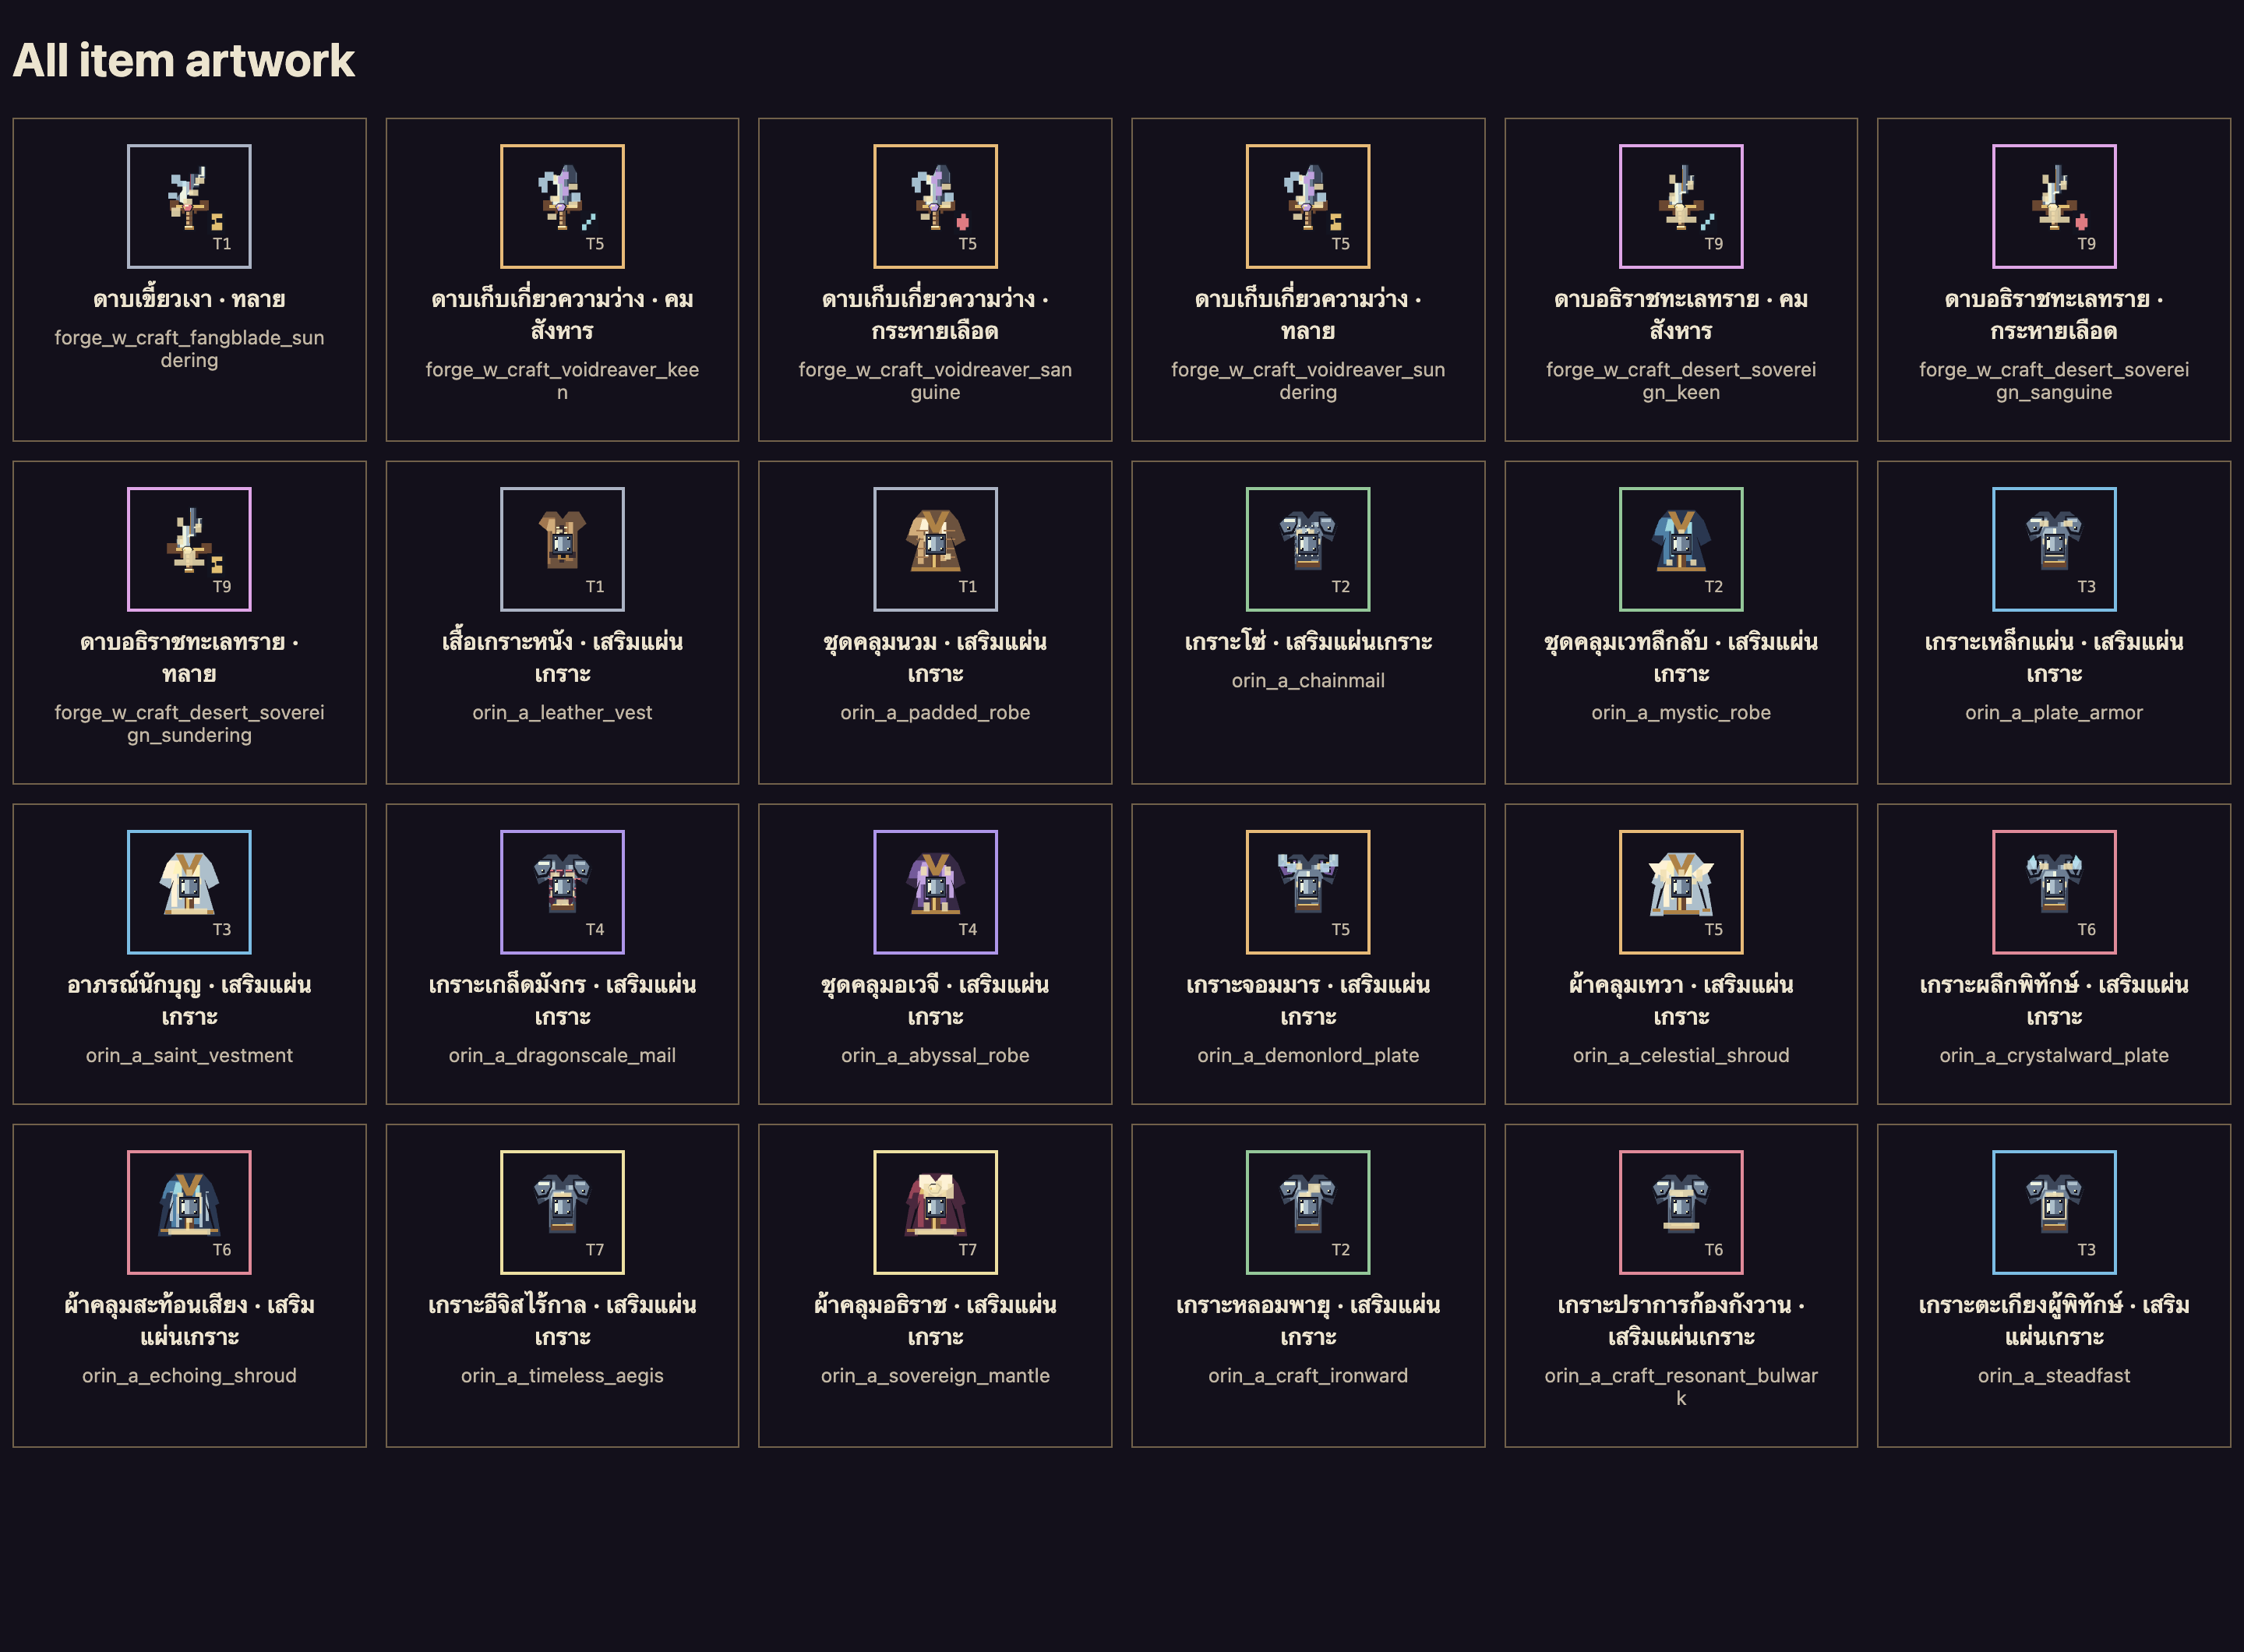 All item artwork
T1
ดาบเขี้ยวเงา · ทลาย
forge_w_craft_fangblade_sun
dering
T5
ดาบเก็บเกี่ยวความว่าง · คม
สังหาร
forge_w_craft_voidreaver_kee
n
T5
ดาบเก็บเกี่ยวความว่าง ·
กระหายเลือด
forge_w_craft_voidreaver_san
guine
T5
ดาบเก็บเกี่ยวความว่าง ·
ทลาย
forge_w_craft_voidreaver_sun
dering
T9
ดาบอธิราชทะเลทราย · คม
สังหาร
forge_w_craft_desert_soverei
gn_keen
T9
ดาบอธิราชทะเลทราย ·
กระหายเลือด
forge_w_craft_desert_soverei
gn_sanguine
T9
ดาบอธิราชทะเลทราย ·
ทลาย
forge_w_craft_desert_soverei
gn_sundering
T1
เสื้อเกราะหนัง · เสริมแผ่น
เกราะ
orin_a_leather_vest
T1
ชุดคลุมนวม · เสริมแผ่น
เกราะ
orin_a_padded_robe
T2
เกราะโซ่ · เสริมแผ่นเกราะ
orin_a_chainmail
T2
ชุดคลุมเวทลึกลับ · เสริมแผ่น
เกราะ
orin_a_mystic_robe
T3
เกราะเหล็กแผ่น · เสริมแผ่น
เกราะ
orin_a_plate_armor
T3
อาภรณ์นักบุญ · เสริมแผ่น
เกราะ
orin_a_saint_vestment
T4
เกราะเกล็ดมังกร · เสริมแผ่น
เกราะ
orin_a_dragonscale_mail
T4
ชุดคลุมอเวจี · เสริมแผ่น
เกราะ
orin_a_abyssal_robe
T5
เกราะจอมมาร · เสริมแผ่น
เกราะ
orin_a_demonlord_plate
T5
ผ้าคลุมเทวา · เสริมแผ่น
เกราะ
orin_a_celestial_shroud
T6
เกราะผลึกพิทักษ์ · เสริมแผ่น
เกราะ
orin_a_crystalward_plate
T6
ผ้าคลุมสะท้อนเสียง · เสริม
แผ่นเกราะ
orin_a_echoing_shroud
T7
เกราะอีจิสไร้กาล · เสริมแผ่น
เกราะ
orin_a_timeless_aegis
T7
ผ้าคลุมอธิราช · เสริมแผ่น
เกราะ
orin_a_sovereign_mantle
T2
เกราะหลอมพายุ · เสริมแผ่น
เกราะ
orin_a_craft_ironward
T6
เกราะปราการก้องกังวาน ·
เสริมแผ่นเกราะ
orin_a_craft_resonant_bulwar
k
T3
เกราะตะเกียงผู้พิทักษ์ · เสริม
แผ่นเกราะ
orin_a_steadfast